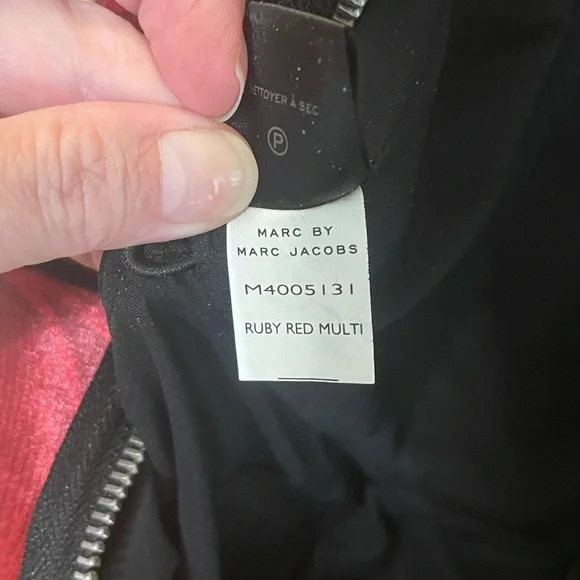 NETTOYER À SEC
P
MARC BY
MARC JACOBS
M4005131
RUBY RED MULTI